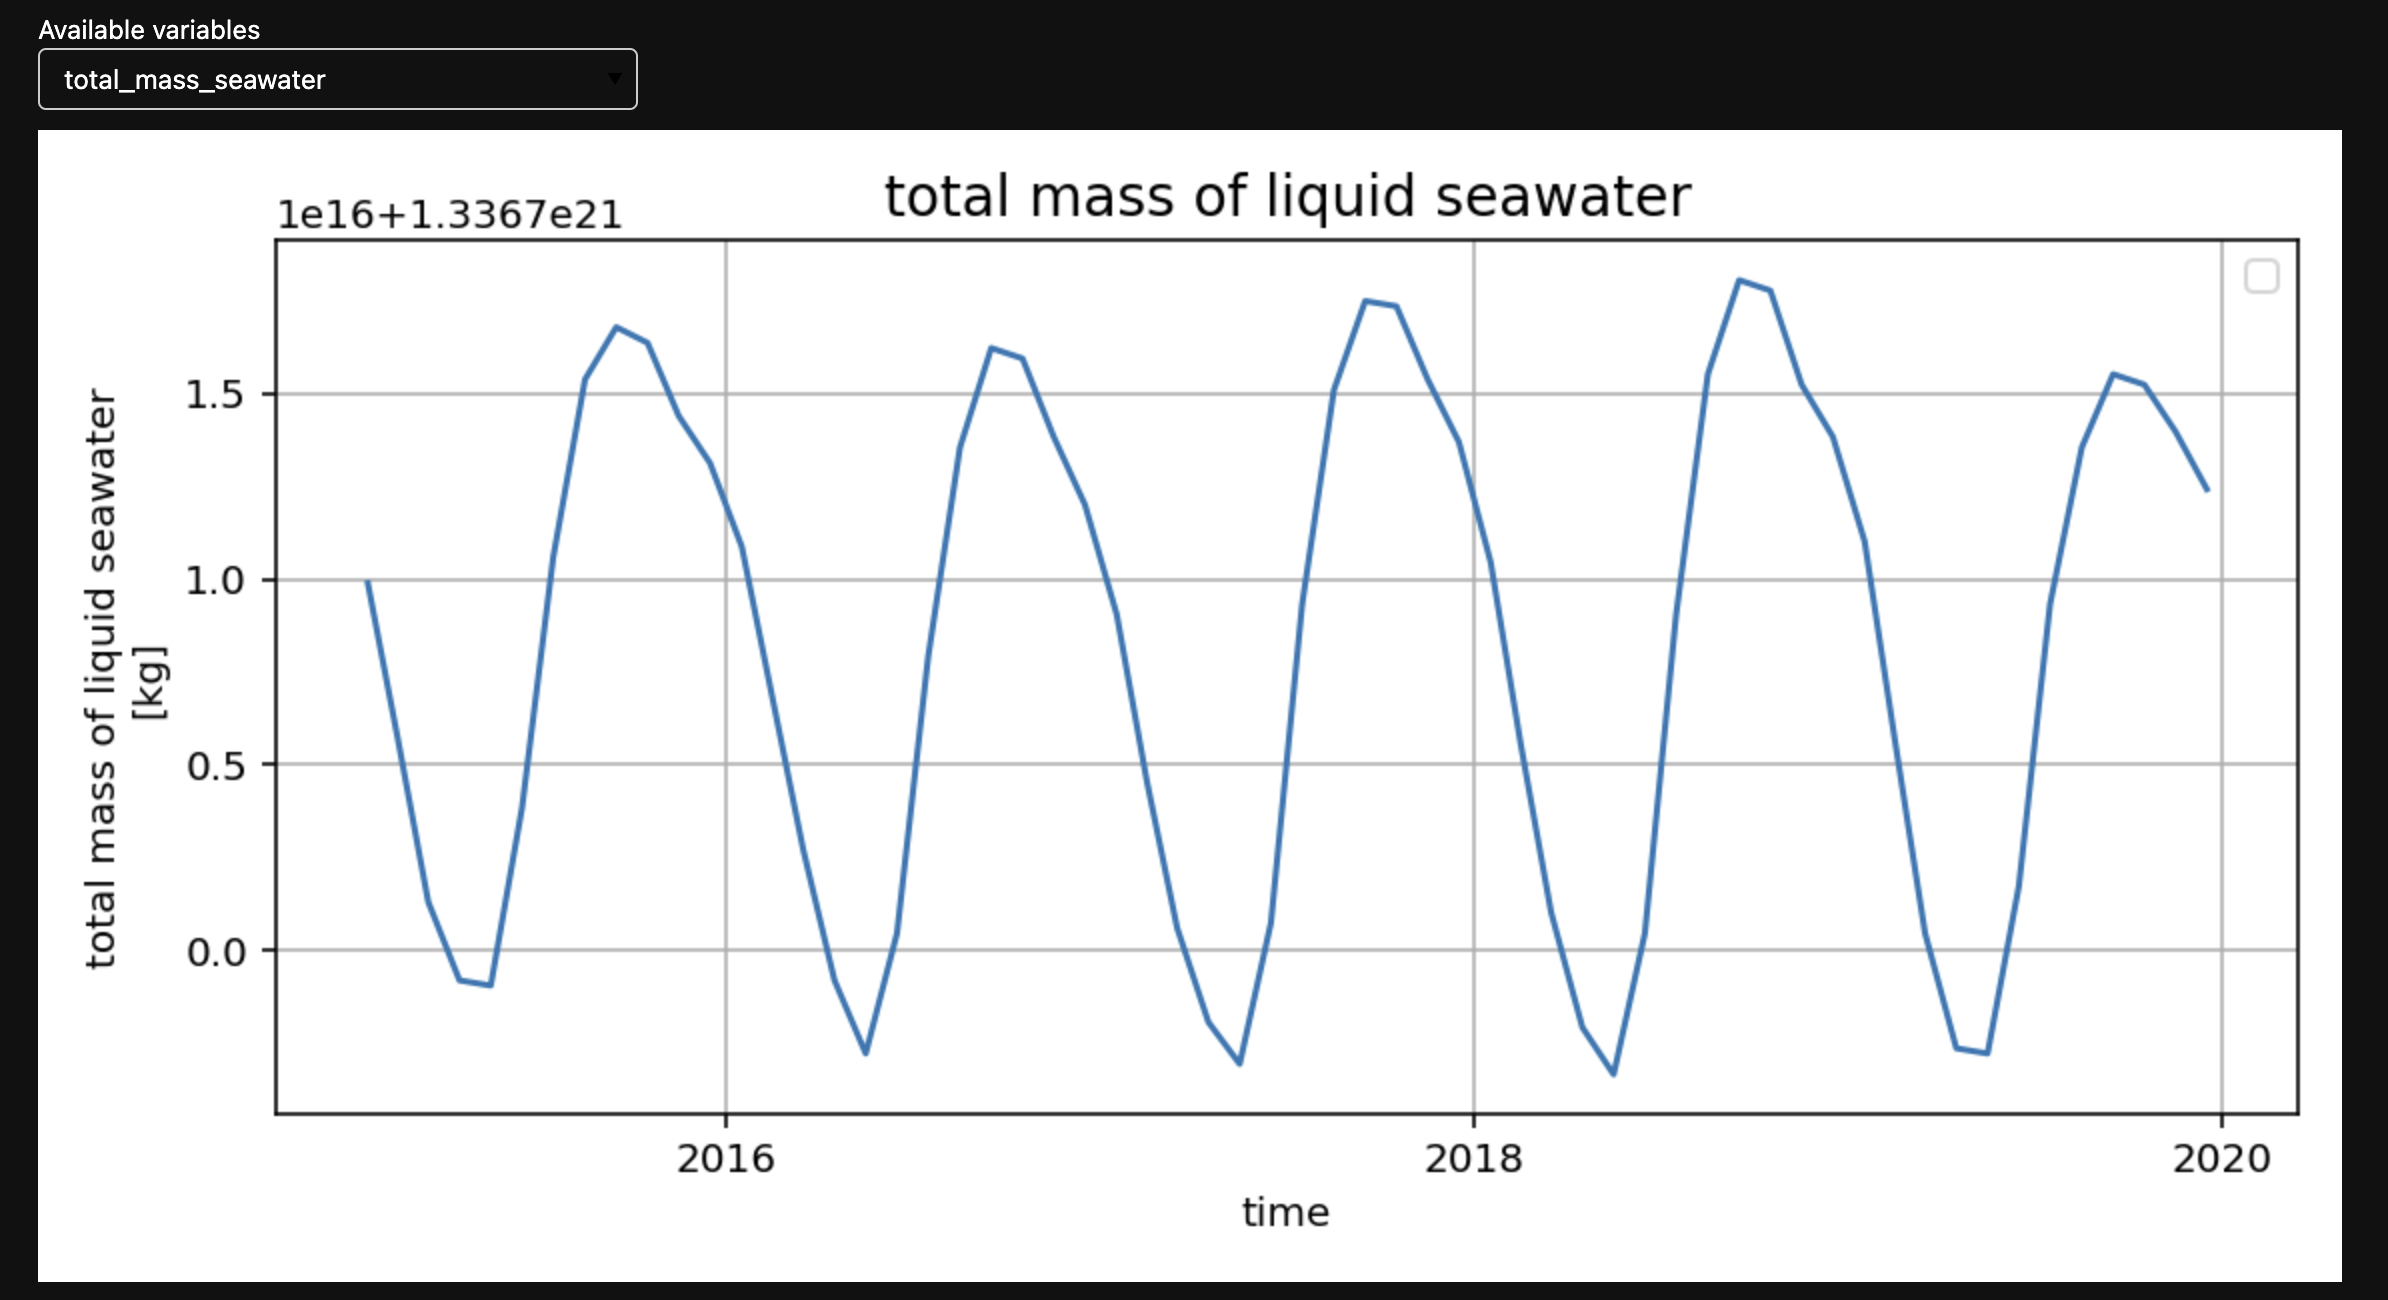 Available variables
total_mass_seawater
total mass of liquid seawater
1e16+1.3367e21
1.5
1.0
0.5
0.0
total mass of liquid seawater
[kg]
2016
2018
2020
time